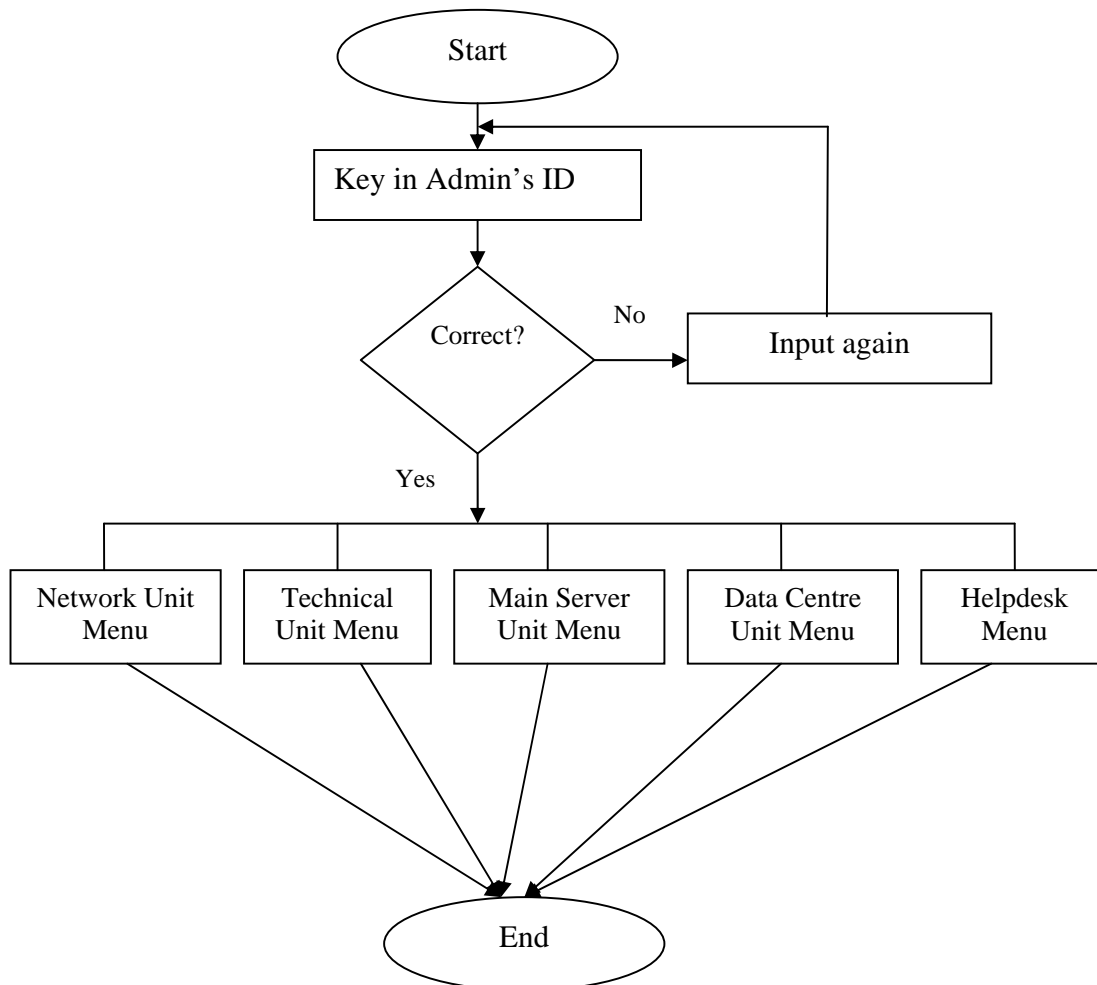 Start
Key in Admin’s ID
Correct?
No
Input again
Yes
Network Unit
Menu
Technical
Unit Menu
Main Server
Unit Menu
Data Centre
Unit Menu
Helpdesk
Menu
End